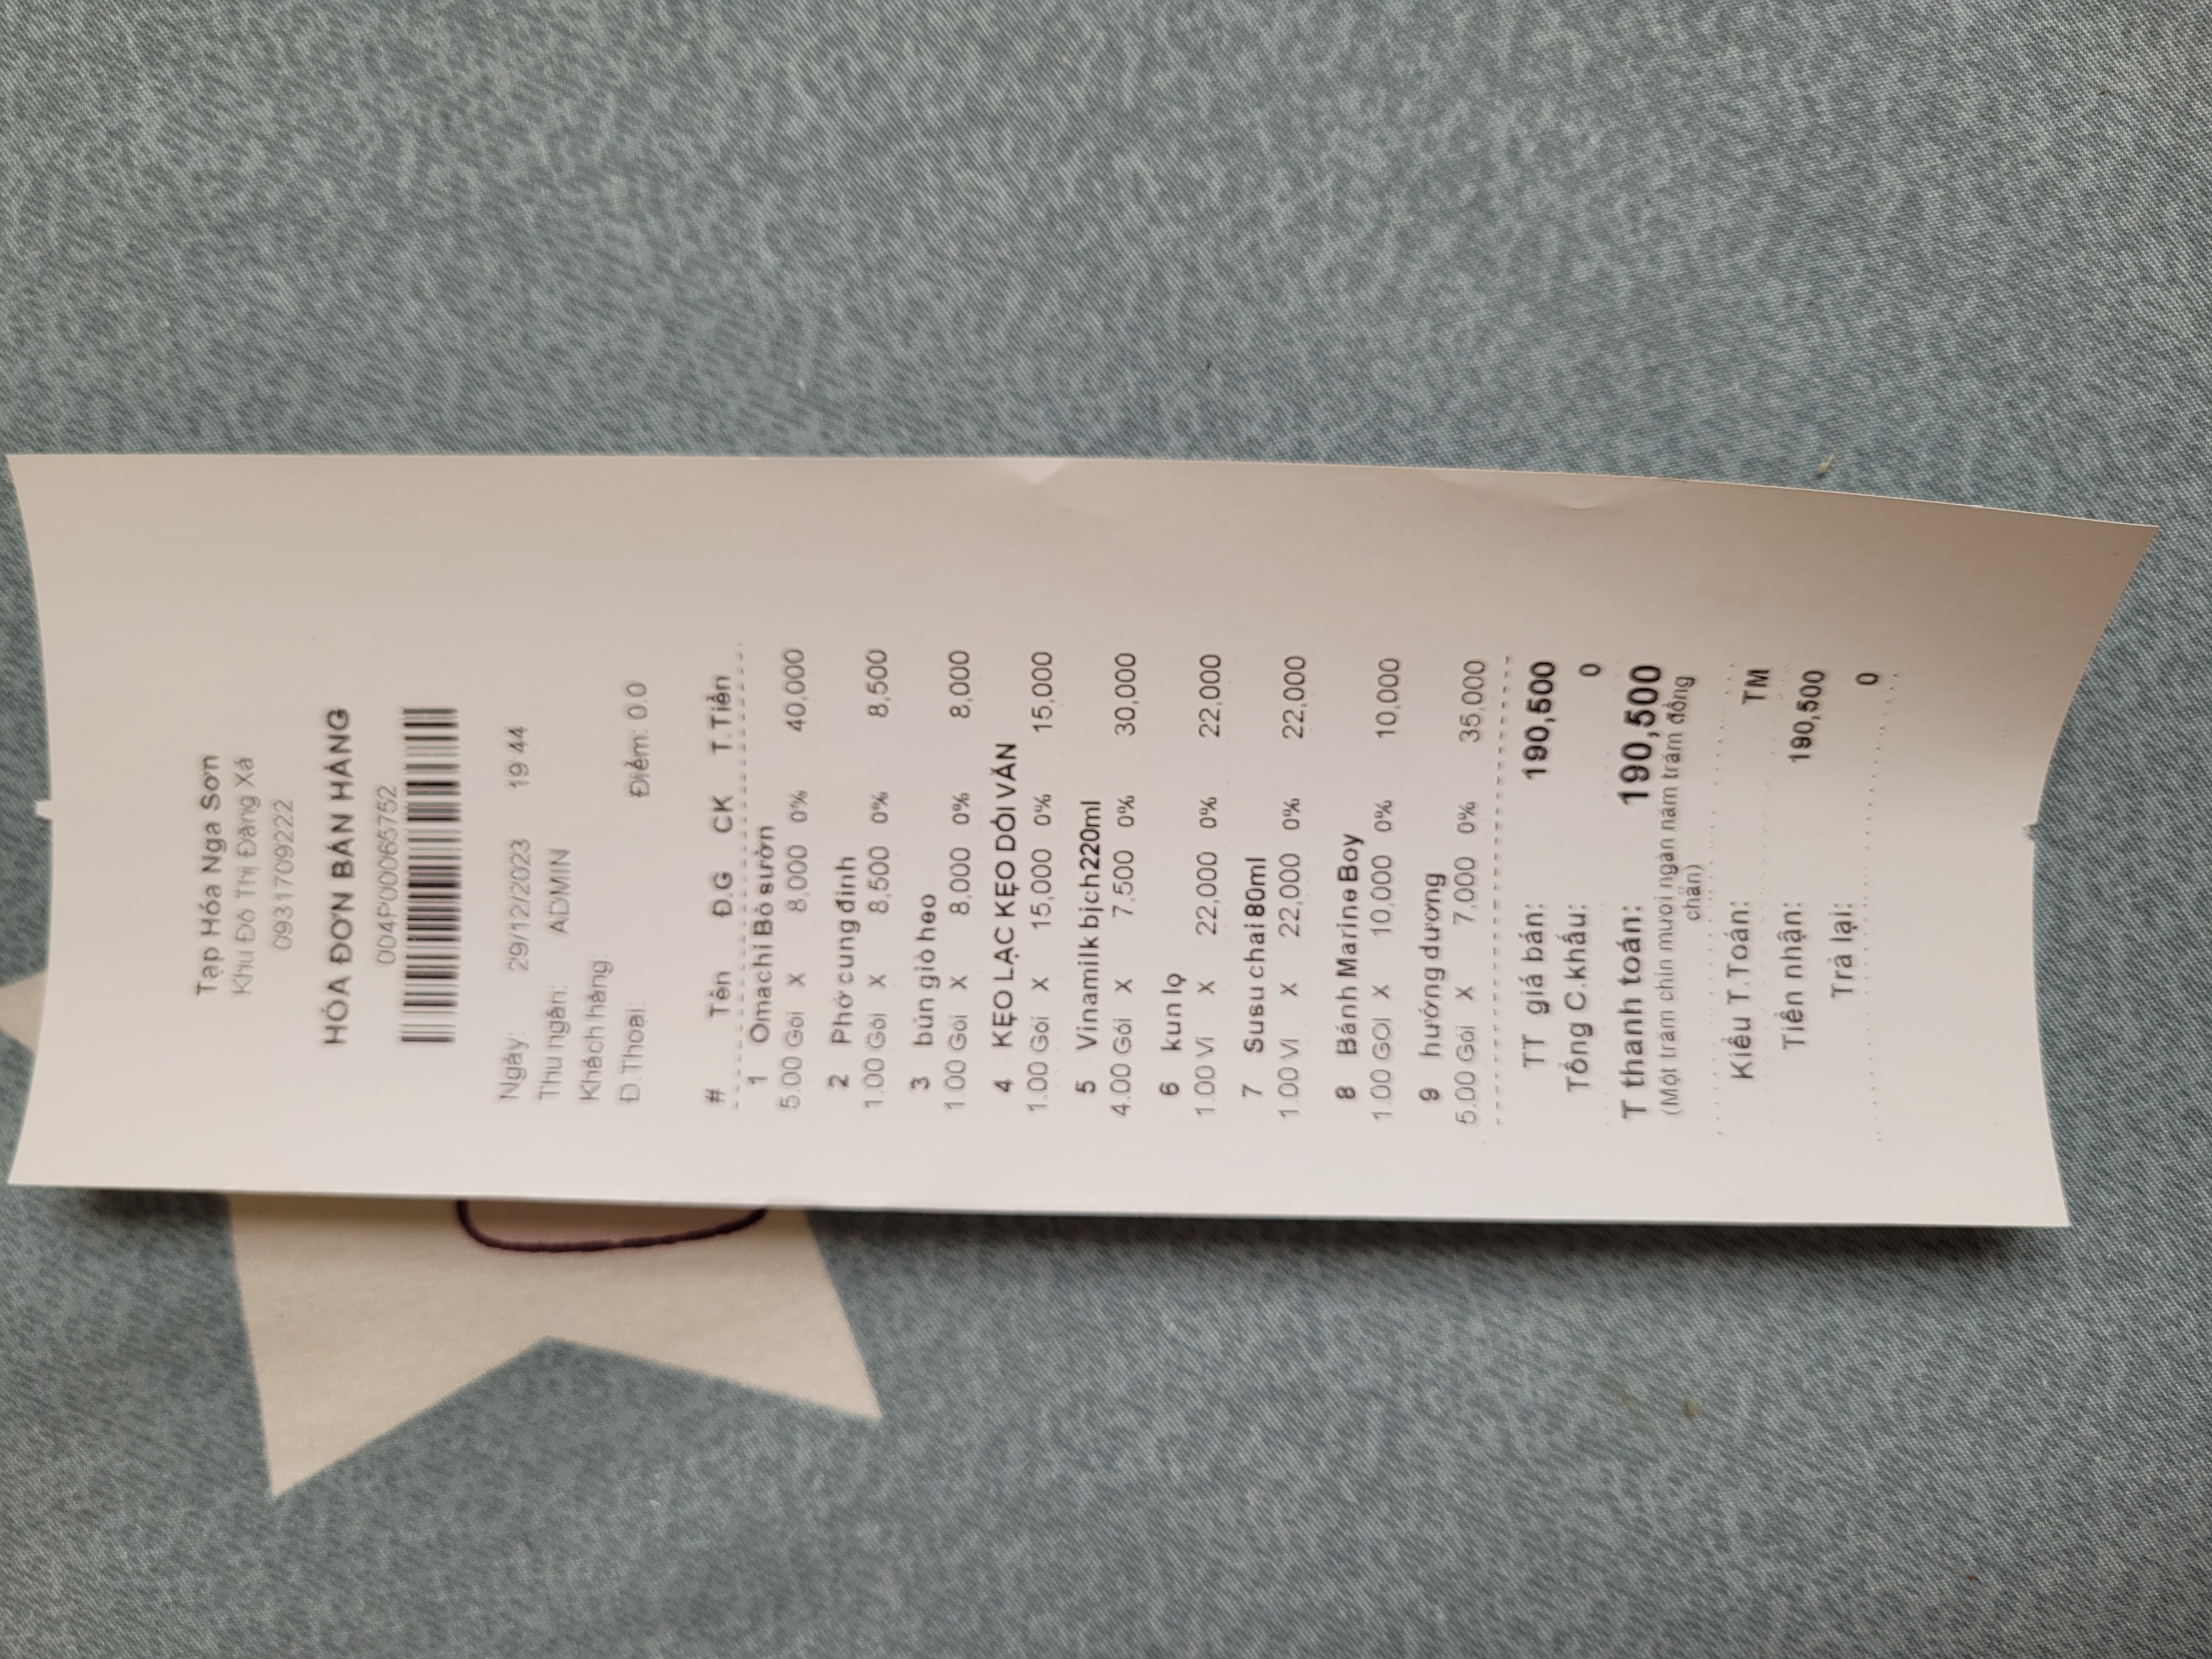 Tạp Hóa Nga Sơn
Khu Đô Thị Đặng Xá
0931709222
HÓA ĐƠN BÁN HÀNG
004P00065752
Ngày: 29/12/2023 19:44
Thu ngân: ADMIN
Khách hàng:
Đ.Thoại: Điểm: 0.0
# Tên Đ.G CK T.Tiền
1 Omachi Bò sườn
5.00 Gói X 8,000 0% 40,000
2 Phở cung đình
1.00 Gói X 8,500 0% 8,500
3 bún giò heo
1.00 Gói X 8,000 0% 8,000
4 KẸO LẠC KẸO DỒI VĂN
1.00 Gói X 15,000 0% 15,000
5 Vinamilk bịch220ml
4.00 Gói X 7,500 0% 30,000
6 kun lọ
1.00 Vỉ X 22,000 0% 22,000
7 Susu chai 80ml
1.00 Vỉ X 22,000 0% 22,000
8 Bánh Marine Boy
1.00 GOI X 10,000 0% 10,000
9 hướng dương
5.00 Gói X 7,000 0% 35,000
TT giá bán: 190,500
Tổng C.khấu: 0
T thanh toán: 190,500
(Một trăm chín mươi ngàn năm trăm đồng
chẵn)
Kiểu T.Toán: TM
Tiền nhận: 190,500
Trả lại: 0